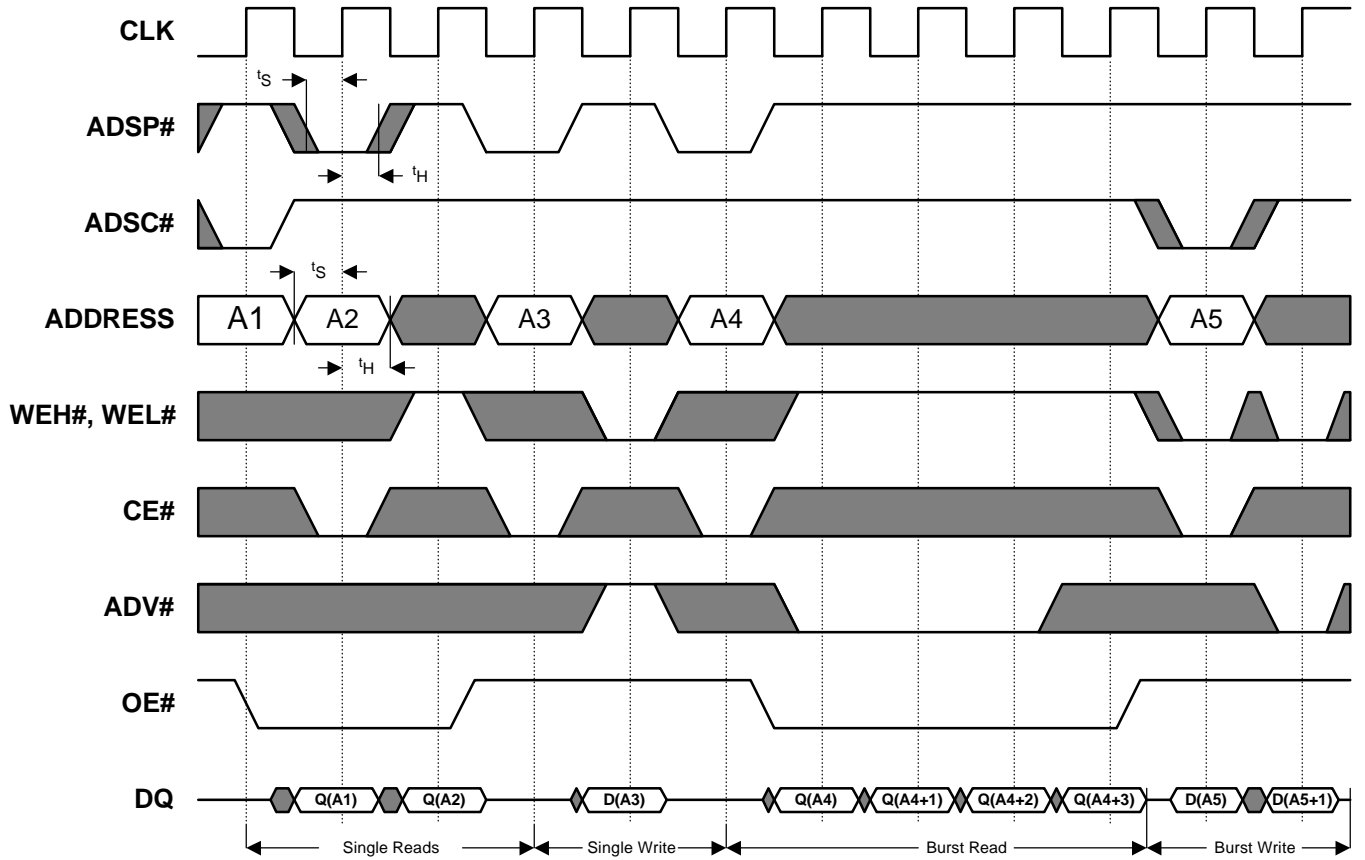 CLK
tS
ADSP#
tH
ADSC#
tS
ADDRESS A1 A2 A3 A4 A5
tH
WEH#, WEL#
CE#
ADV#
OE#
DQ Q(A1) Q(A2) D(A3) Q(A4) Q(A4+1) Q(A4+2) Q(A4+3) D(A5) D(A5+1)
Single Reads Single Write Burst Read Burst Write